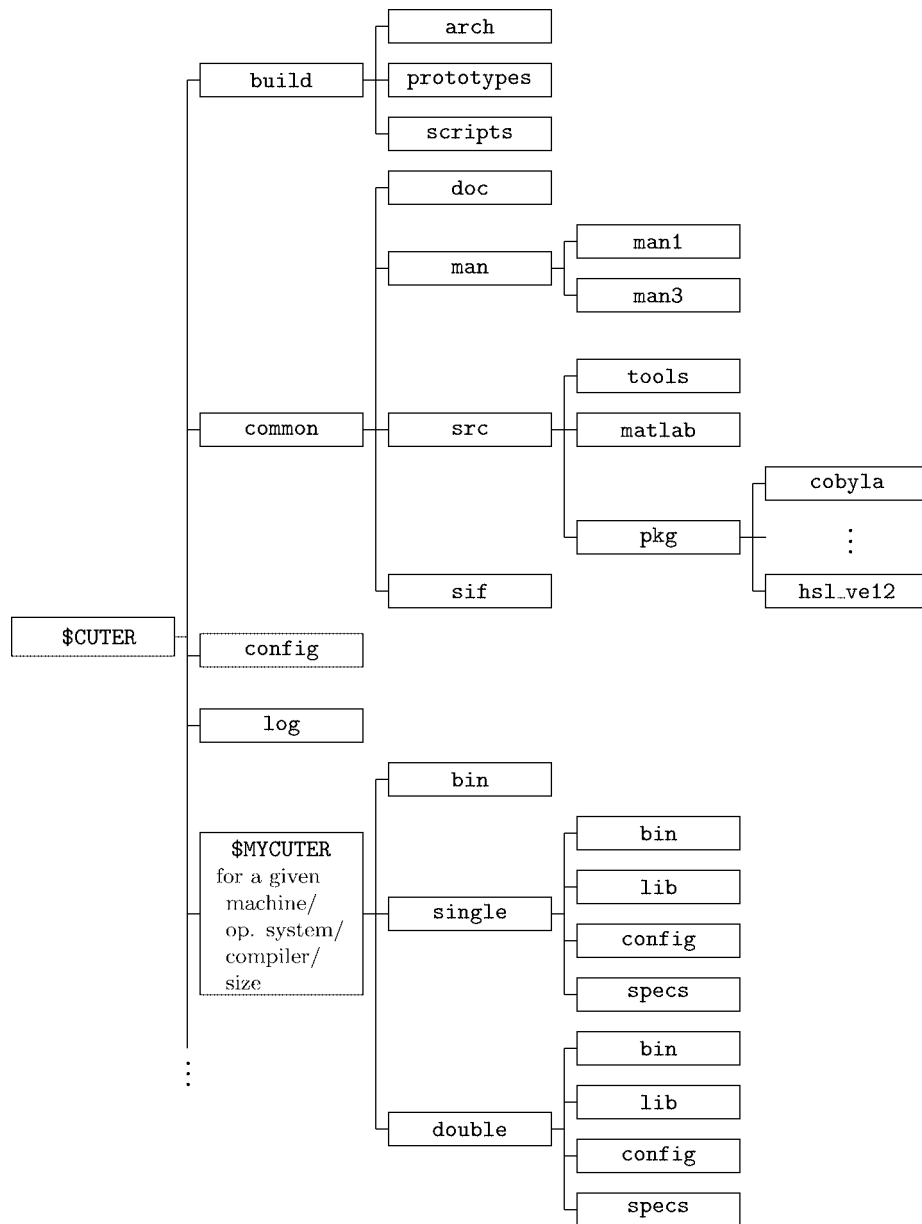 arch
build
prototypes
scripts
doc
man1
man
man3
tools
common
src
matlab
cobyla
pkg
⋮
sif
hsl_ve12
$CUTER
config
log
bin
$MYCUTER
for a given
machine/
op. system/
compiler/
size
bin
lib
single
config
specs
bin
⋮
lib
double
config
specs